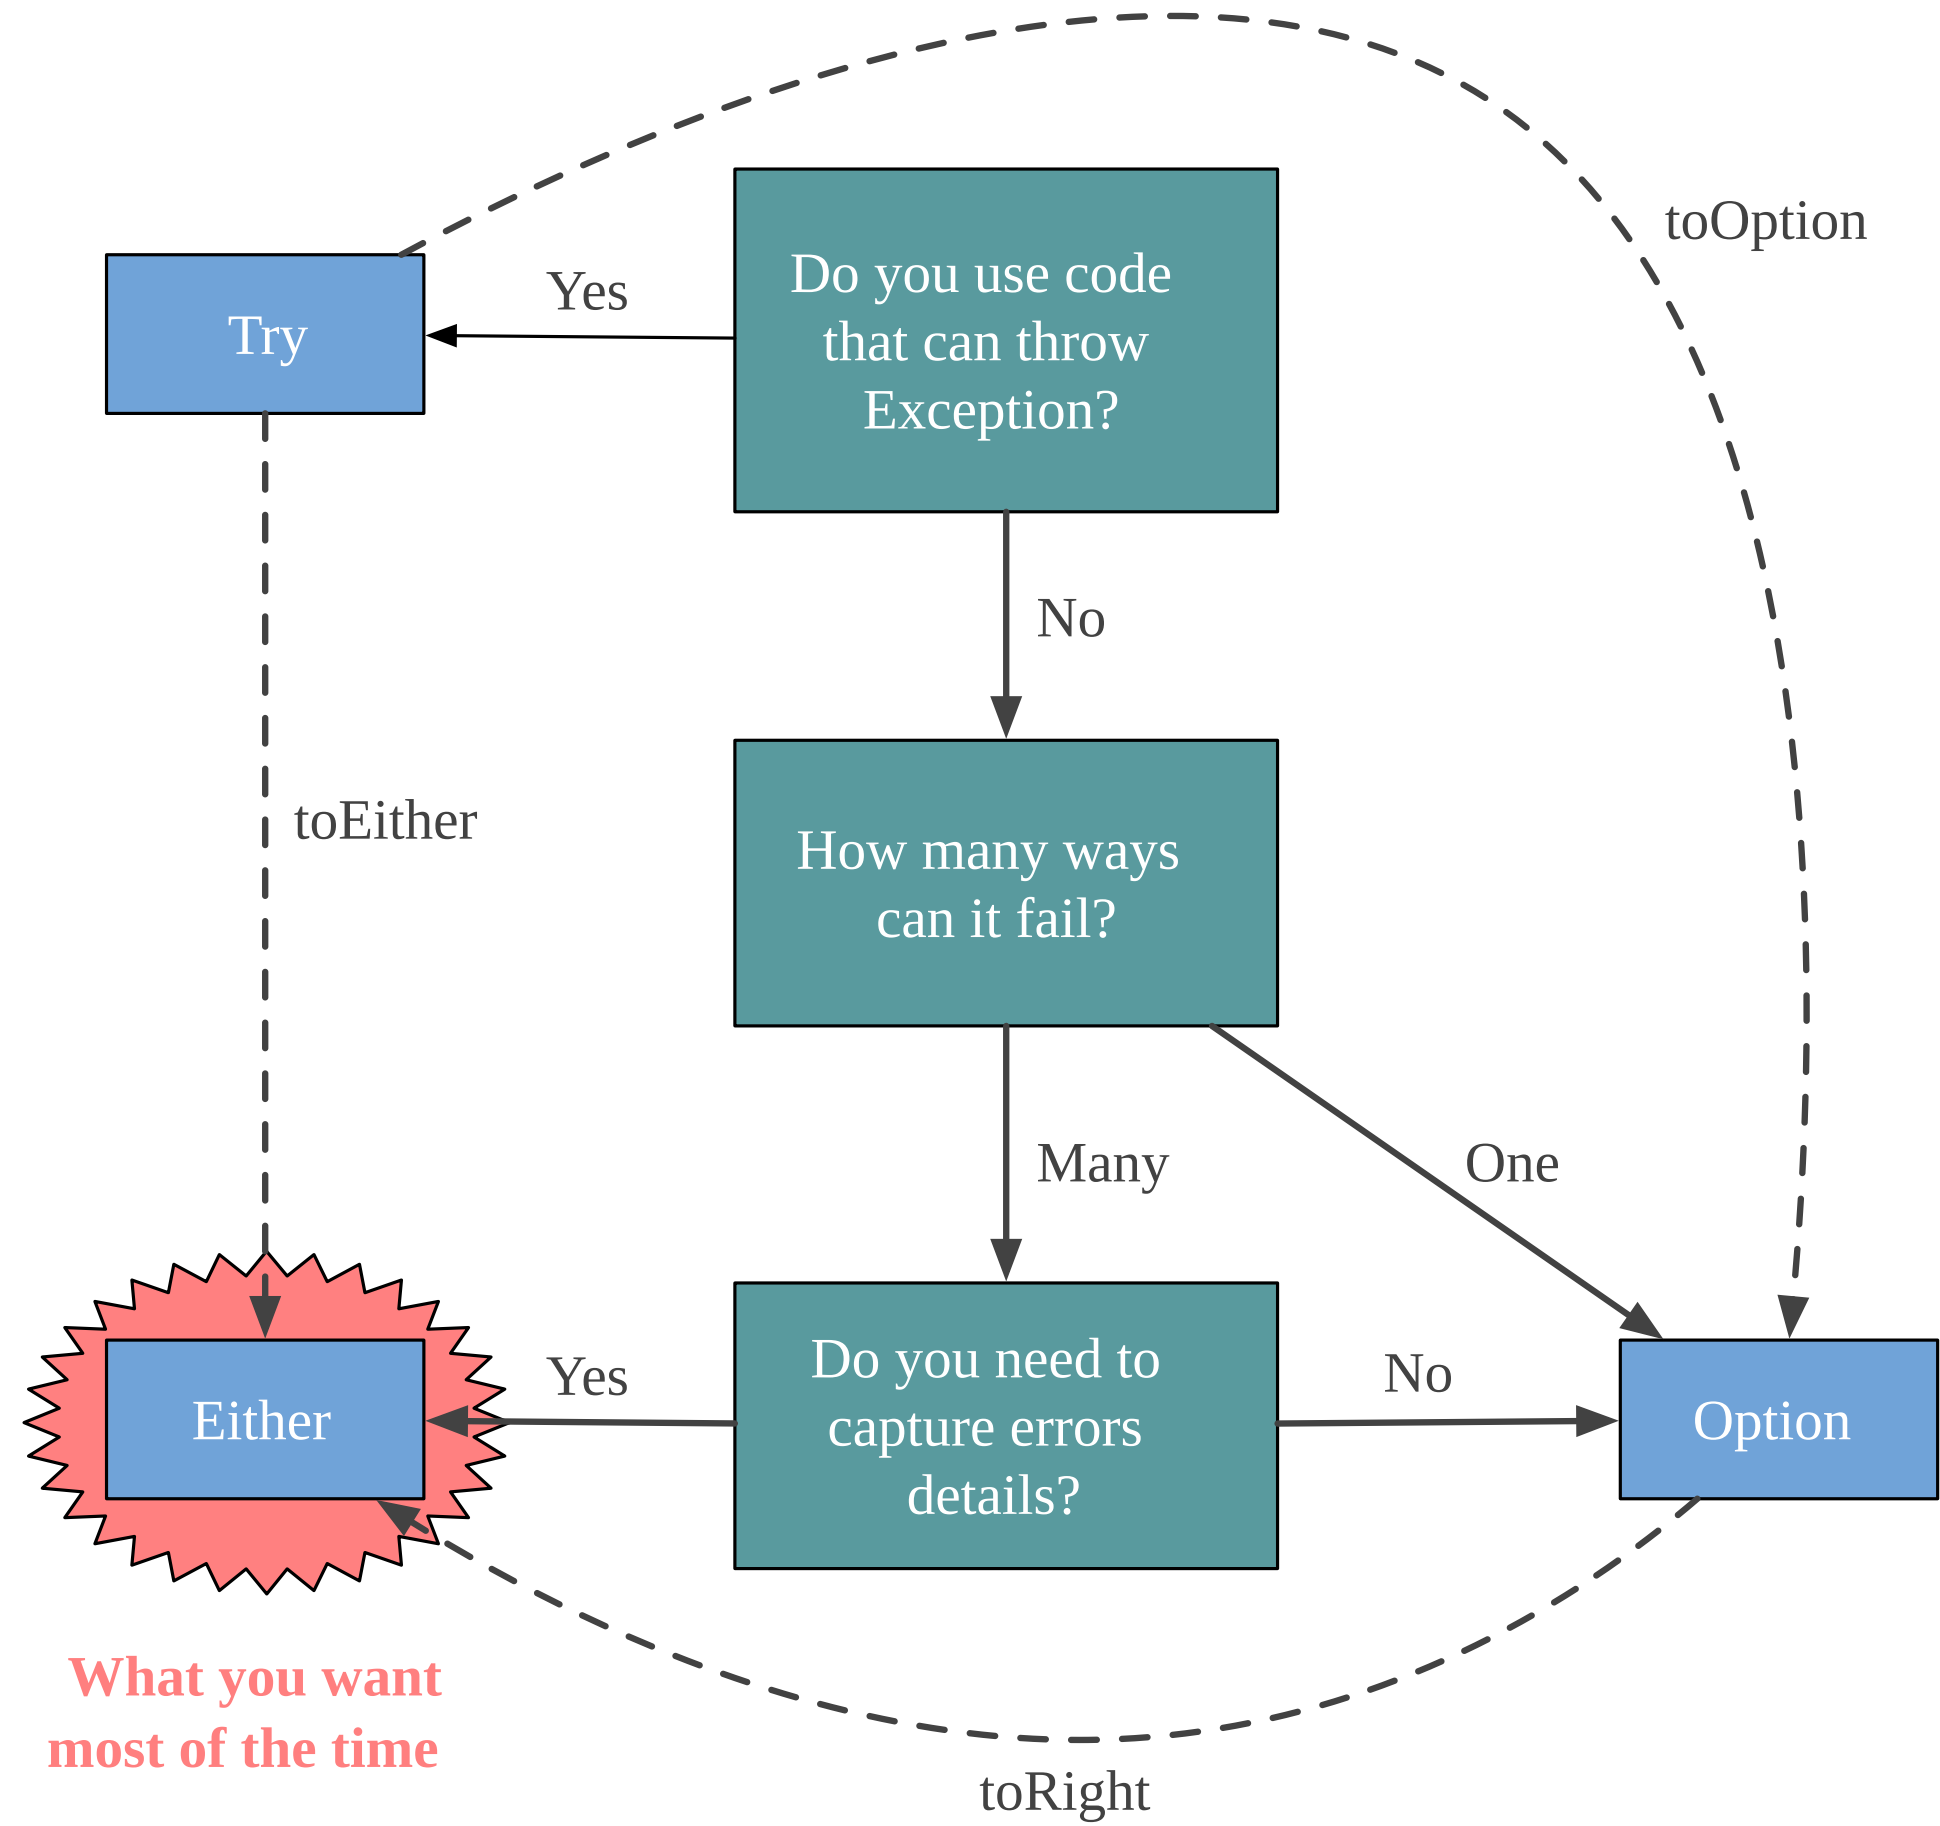 toOption
Do you use code
that can throw
Exception?
Yes
Try
No
toEither
How many ways
can it fail?
Many
One
Do you need to
capture errors
details?
Yes
No
Either
Option
What you want
most of the time
toRight